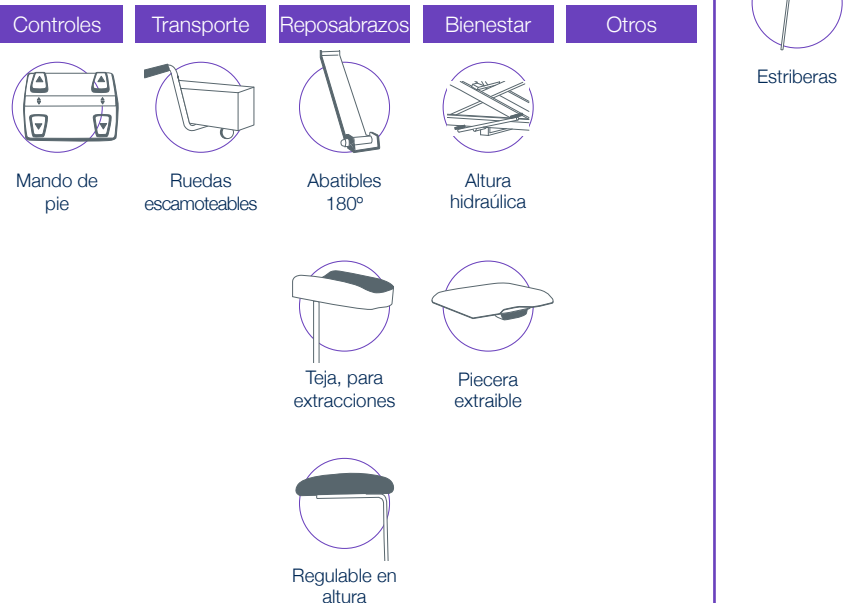 Controles
Transporte
Reposabrazos
Bienestar
Otros
Mando de
pie
Ruedas
escamoteables
Abatibles
180º
Altura
hidraúlica
Teja, para
extracciones
Piecera
extraible
Regulable en
altura
Estriberas